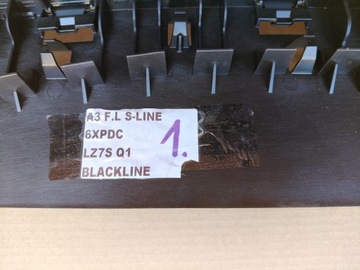 A3 F.L S-LINE
6XPDC
LZ7S Q1
BLACKLINE
1.